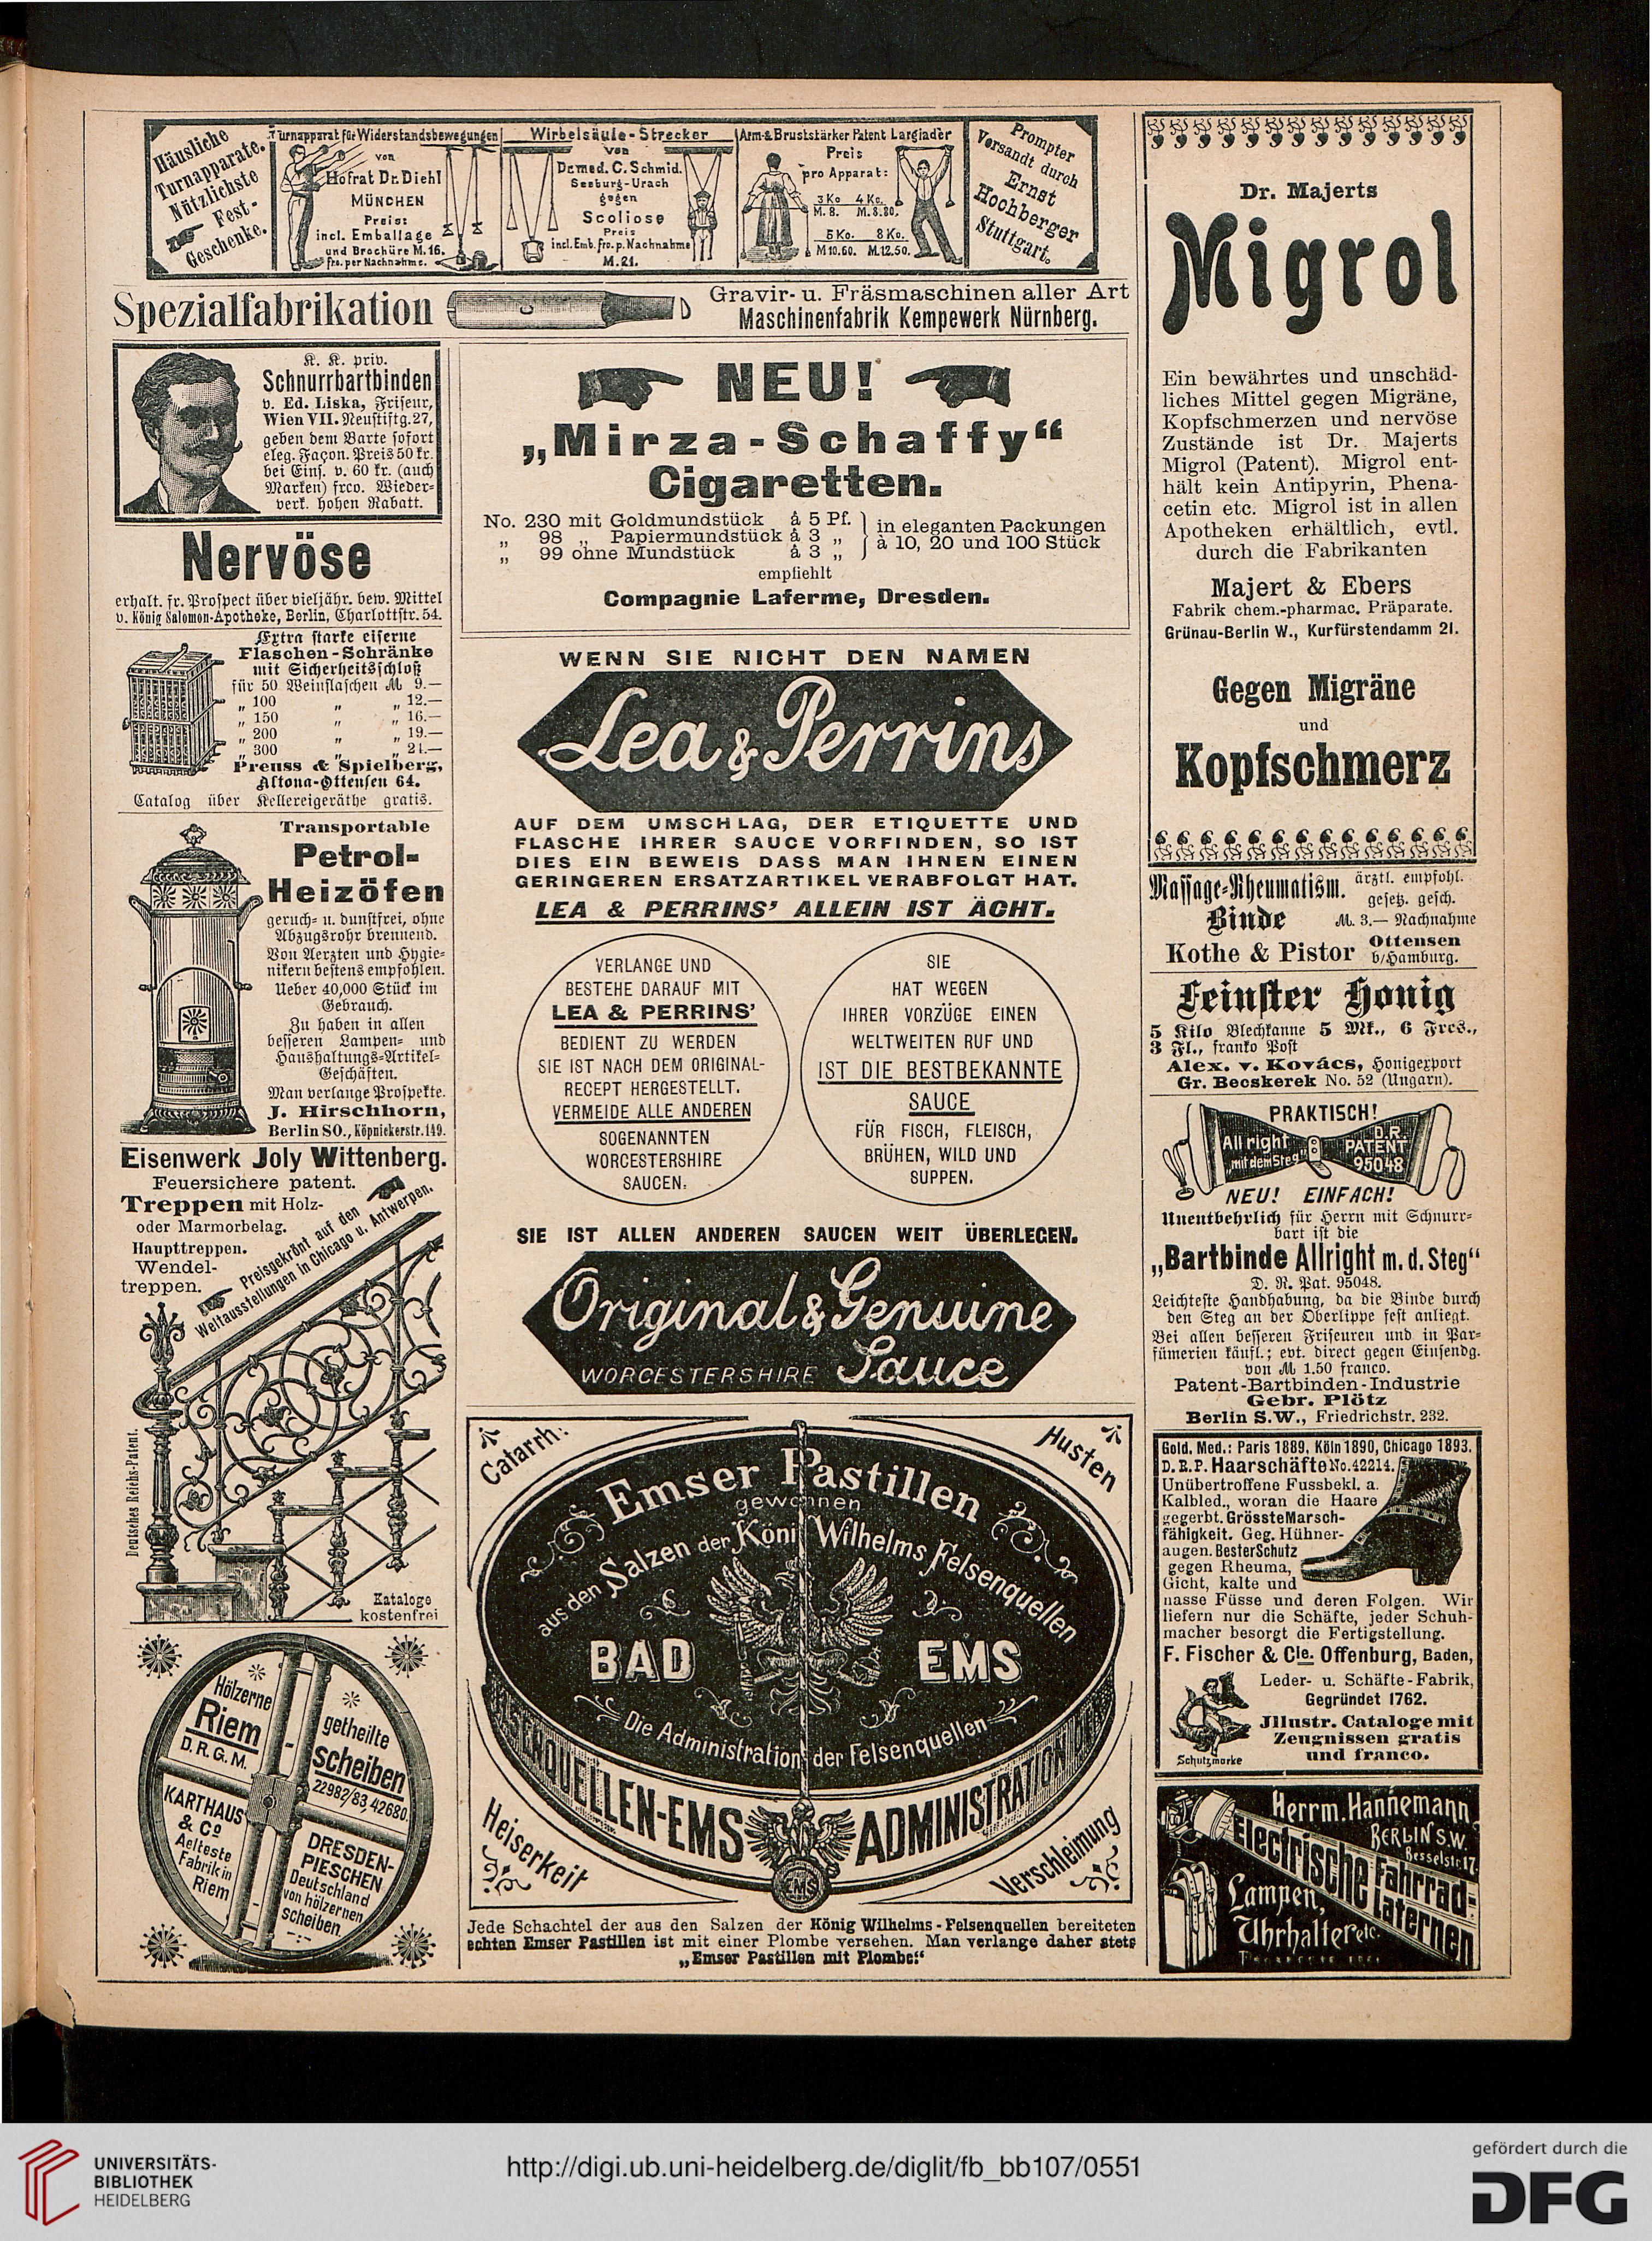 Häusliche
Turnapparate.
Nützlichste
Fest-
Geschenke.
Turnapparat für Widerstandsbewegungen
von
Hofrat Dr. Diehl
MÜNCHEN
Preis:
incl. Emballage
und Brochüre M. 16.
fro. per Nachnahme.
Wirbelsäule-Strecker
von
Dr. med. C. Schmid.
Seeburg-Urach
gegen
Scoliose
Preis
incl. Emb. fro. p. Nachnahme
M. 21.
Arm- & Bruststärker Patent Largiadèr
Preis
pro Apparat:
3 Ko 4 Ko.
M. 8. M. 8.80.
5 Ko. 8 Ko.
M 10.60. M. 12.50.
Prompter
Versandt durch
Ernst
Hochberger
Stuttgart.
Spezialfabrikation
Gravir- u. Fräsmaschinen aller Art
Maschinenfabrik Kempewerk Nürnberg.
K. K. priv.
Schnurrbartbinden
v. Ed. Liska, Friseur,
Wien VII. Neustiftg. 27,
geben dem Barte sofort
eleg. Façon. Preis 50 kr.
bei Eins. v. 60 kr. (auch
Marken) frco. Wieder-
verk. hohen Rabatt.
Nervöse
erhalt. fr. Prospect über vieljähr. bew. Mittel
v. König Salomon-Apotheke, Berlin, Charlottstr. 54.
Extra starke eiserne
Flaschen-Schränke
mit Sicherheitsschloß
für 50 Weinflaschen M 9.—
„ 100 „ „ 12.—
„ 150 „ „ 16.—
„ 200 „ „ 19.—
„ 300 „ „ 24.—
Preuss & Spielberg,
Altona-Ottensen 64.
Catalog über Kellereigeräthe gratis.
Transportable
Petrol-
Heizöfen
geruch- u. dunstfrei, ohne
Abzugsrohr brennend.
Von Aerzten und Hygie-
nikern bestens empfohlen.
Ueber 40,000 Stück im
Gebrauch.
Zu haben in allen
besseren Lampen- und
Haushaltungs-Artikel-
Geschäften.
Man verlange Prospekte.
J. Hirschhorn,
Berlin SO., Köpnickerstr. 149.
Eisenwerk Joly Wittenberg.
Feuersichere patent.
Treppen mit Holz-
oder Marmorbelag.
Haupttreppen.
Wendel-
treppen.
Preisgekrönt auf den
Weltausstellungen in Chicago u. Antwerpen.
Deutsches Reichs-Patent.
Kataloge
kostenfrei
Hölzerne
Riem
D. R. G. M.
getheilte
scheiben
22982/83, 42680.
KARTHAUS
& Co
Aelteste
Fabrik in
Riem
DRESDEN-
PIESCHEN
Deutschland
von hölzernen
scheiben.
NEU!
„Mirza-Schaffy“
Cigaretten.
No. 230 mit Goldmundstück à 5 Pf.
„ 98 „ Papiermundstück à 3 „
„ 99 ohne Mundstück à 3 „
in eleganten Packungen
à 10, 20 und 100 Stück
empfiehlt
Compagnie Laferme, Dresden.
WENN SIE NICHT DEN NAMEN
Lea & Perrins
AUF DEM UMSCHLAG, DER ETIQUETTE UND
FLASCHE IHRER SAUCE VORFINDEN, SO IST
DIES EIN BEWEIS DASS MAN IHNEN EINEN
GERINGEREN ERSATZARTIKEL VERABFOLGT HAT.
LEA & PERRINS’ ALLEIN IST ÄCHT.
VERLANGE UND
BESTEHE DARAUF MIT
LEA & PERRINS’
BEDIENT ZU WERDEN
SIE IST NACH DEM ORIGINAL-
RECEPT HERGESTELLT.
VERMEIDE ALLE ANDEREN
SOGENANNTEN
WORCESTERSHIRE
SAUCEN.
SIE
HAT WEGEN
IHRER VORZÜGE EINEN
WELTWEITEN RUF UND
IST DIE BESTBEKANNTE
SAUCE
FÜR FISCH, FLEISCH,
BRÜHEN, WILD UND
SUPPEN.
SIE IST ALLEN ANDEREN SAUCEN WEIT ÜBERLEGEN.
Original & Genuine
WORCESTERSHIRE Sauce
Catarrh.
Husten
Emser Pastillen
gewonnen
aus den Salzen der Köni Wilhelms Felsenquellen
BAD EMS
Die Administration der Felsenquellen
FELSENQUELLEN-EMS ADMINISTRATION DER
EMS
Heiserkeit
Verschleimung
Jede Schachtel der aus den Salzen der König Wilhelms-Felsenquellen bereiteten
echten Emser Pastillen ist mit einer Plombe versehen. Man verlange daher stets
„Emser Pastillen mit Plombe“
Dr. Majerts
Migrol
Ein bewährtes und unschäd-
liches Mittel gegen Migräne,
Kopfschmerzen und nervöse
Zustände ist Dr. Majerts
Migrol (Patent). Migrol ent-
hält kein Antipyrin, Phena-
cetin etc. Migrol ist in allen
Apotheken erhältlich, evtl.
durch die Fabrikanten
Majert & Ebers
Fabrik chem.-pharmac. Präparate.
Grünau-Berlin W., Kurfürstendamm 21.
Gegen Migräne
und
Kopfschmerz
Massage-Rheumatism.
Binde
ärztl. empfohl.
gesetz. gesch.
M. 3.— Nachnahme
Kothe & Pistor Ottensen
b/Hamburg.
Feinster Honig
5 Kilo Blechkanne 5 Mk., 6 Frcs.,
3 Fl., franko Post
Alex. v. Kovács, Honigexport
Gr. Becskerek No. 52 (Ungarn).
PRAKTISCH!
All right
„mit dem Steg“
D.R.
PATENT
95048
NEU! EINFACH!
Unentbehrlich für Herrn mit Schnurr-
bart ist die
„Bartbinde Allright m. d. Steg“
D. R. Pat. 95048.
Leichteste Handhabung, da die Binde durch
den Steg an der Oberlippe fest anliegt.
Bei allen besseren Friseuren und in Par-
fümerien käufl.; evt. direct gegen Einsendg.
von M 1.50 franco.
Patent-Bartbinden-Industrie
Gebr. Plötz
Berlin S.W., Friedrichstr. 232.
Gold. Med.: Paris 1889, Köln 1890, Chicago 1893.
D. R. P. Haarschäfte No. 42214.
Unübertroffene Fussbekl. a.
Kalbled., woran die Haare
gegerbt. Grösste Marsch-
fähigkeit. Geg. Hühner-
augen. Bester Schutz
gegen Rheuma,
Gicht, kalte und
nasse Füsse und deren Folgen. Wir
liefern nur die Schäfte, jeder Schuh-
macher besorgt die Fertigstellung.
F. Fischer & Cie. Offenburg, Baden,
Leder- u. Schäfte-Fabrik,
Gegründet 1762.
Jllustr. Cataloge mit
Zeugnissen gratis
und franco.
Schutzmarke
Herrm. Hannemann,
BERLIN S.W.
Besselstr. 17.
Electrische Fahrrad-
Laternen
Lampen,
Uhrhalter etc.
UNIVERSITÄTS-
BIBLIOTHEK
HEIDELBERG
http://digi.ub.uni-heidelberg.de/diglit/fb_bb107/0551
gefördert durch die
DFG